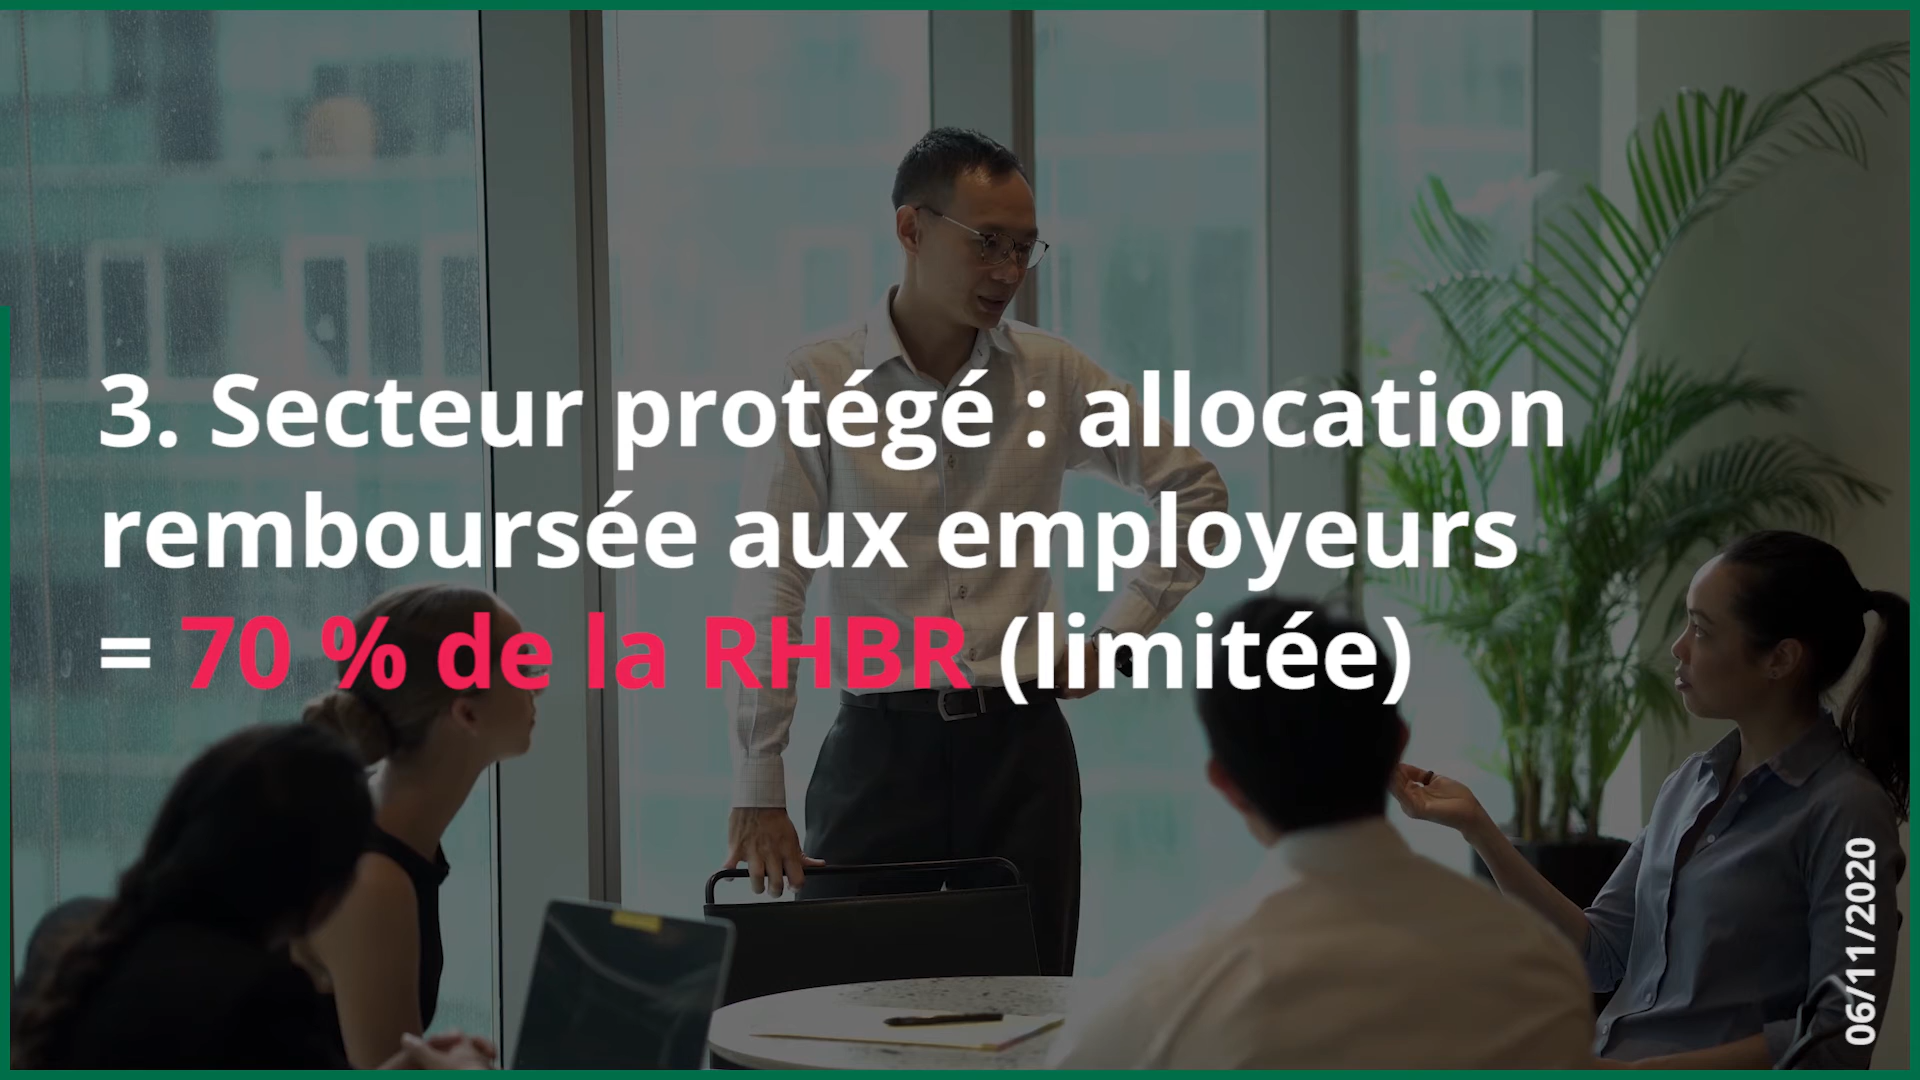 3. Secteur protégé : allocation
remboursée aux employeurs
= 70 % de la RHBR (limitée)
06/11/2020